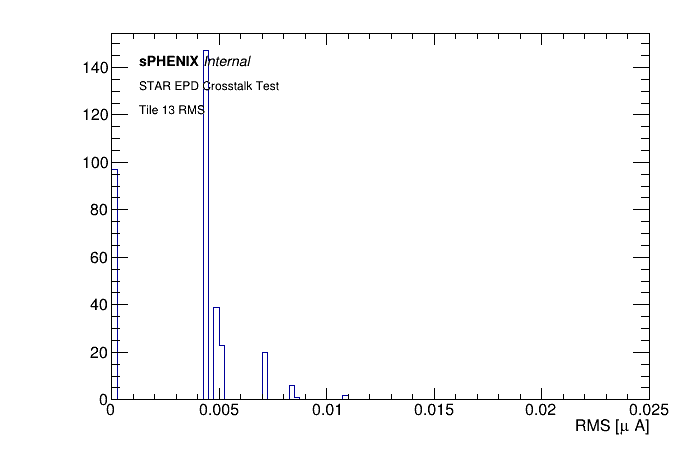 sPHENIX Internal
STAR EPD Crosstalk Test
Tile 13 RMS
140
120
100
80
60
40
20
0
0 0.005 0.01 0.015 0.02 0.025
RMS [μ A]